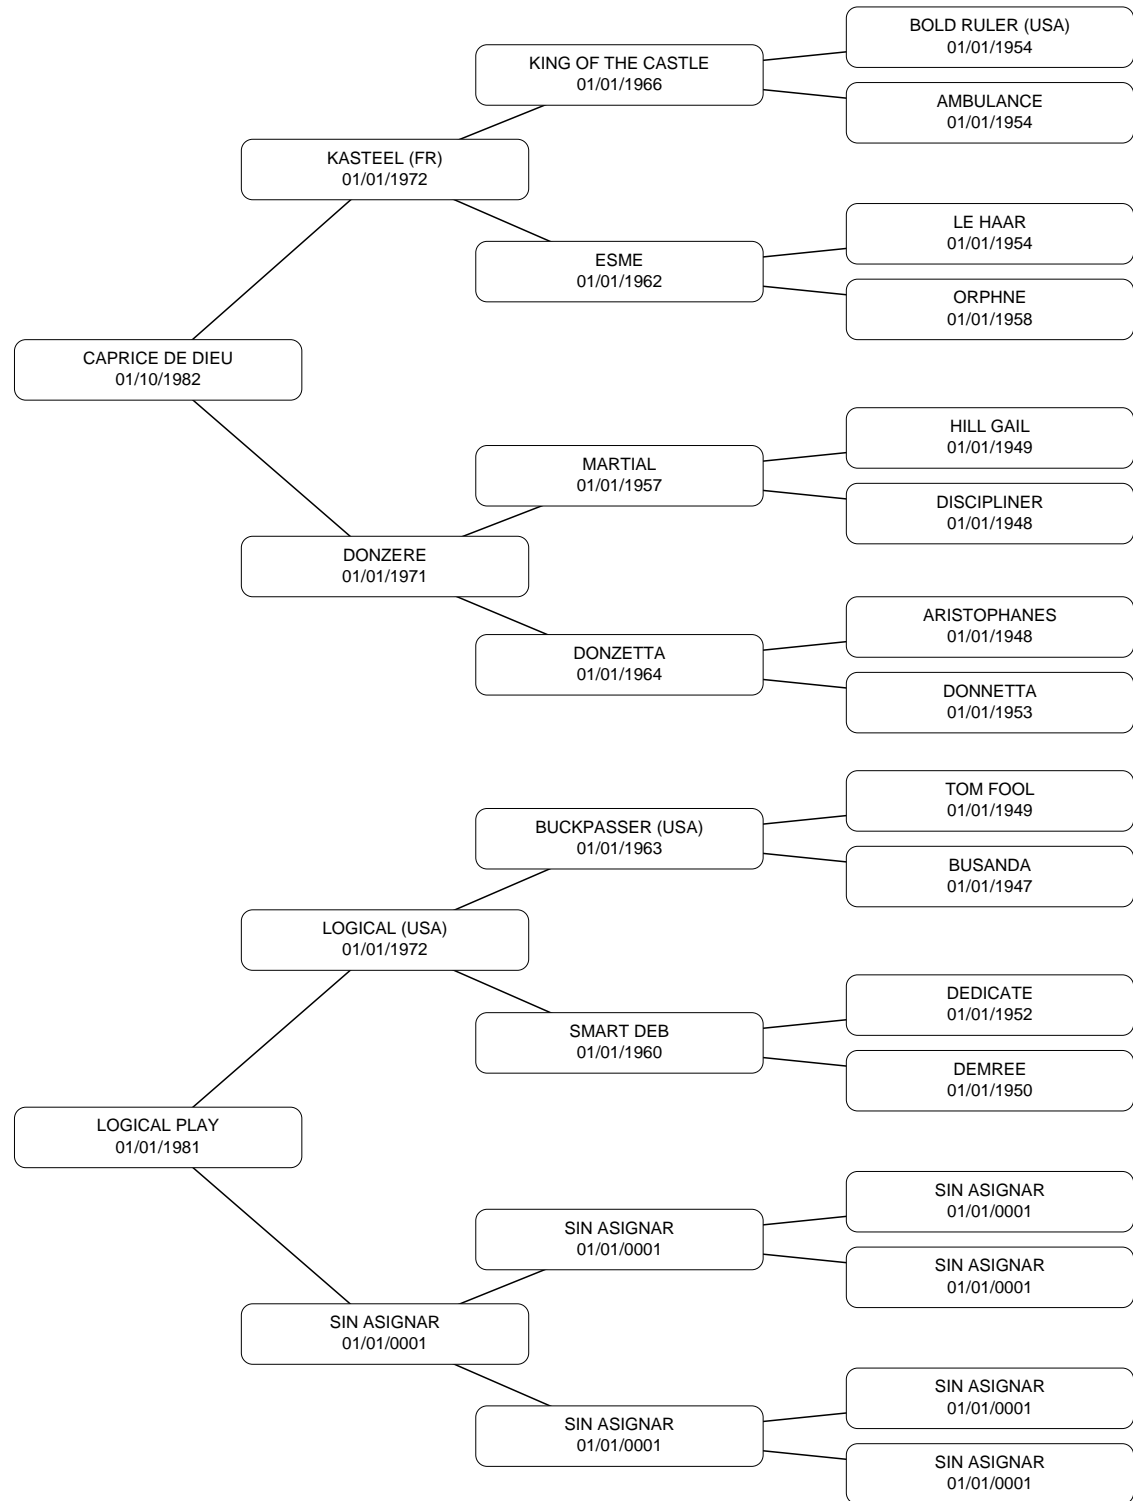 BOLD RULER (USA)
01/01/1954
KING OF THE CASTLE
01/01/1966
AMBULANCE
01/01/1954
KASTEEL (FR)
01/01/1972
LE HAAR
01/01/1954
ESME
01/01/1962
ORPHNE
01/01/1958
CAPRICE DE DIEU
01/10/1982
HILL GAIL
01/01/1949
MARTIAL
01/01/1957
DISCIPLINER
01/01/1948
DONZERE
01/01/1971
ARISTOPHANES
01/01/1948
DONZETTA
01/01/1964
DONNETTA
01/01/1953
TOM FOOL
01/01/1949
BUCKPASSER (USA)
01/01/1963
BUSANDA
01/01/1947
LOGICAL (USA)
01/01/1972
DEDICATE
01/01/1952
SMART DEB
01/01/1960
DEMREE
01/01/1950
LOGICAL PLAY
01/01/1981
SIN ASIGNAR
01/01/0001
SIN ASIGNAR
01/01/0001
SIN ASIGNAR
01/01/0001
SIN ASIGNAR
01/01/0001
SIN ASIGNAR
01/01/0001
SIN ASIGNAR
01/01/0001
SIN ASIGNAR
01/01/0001